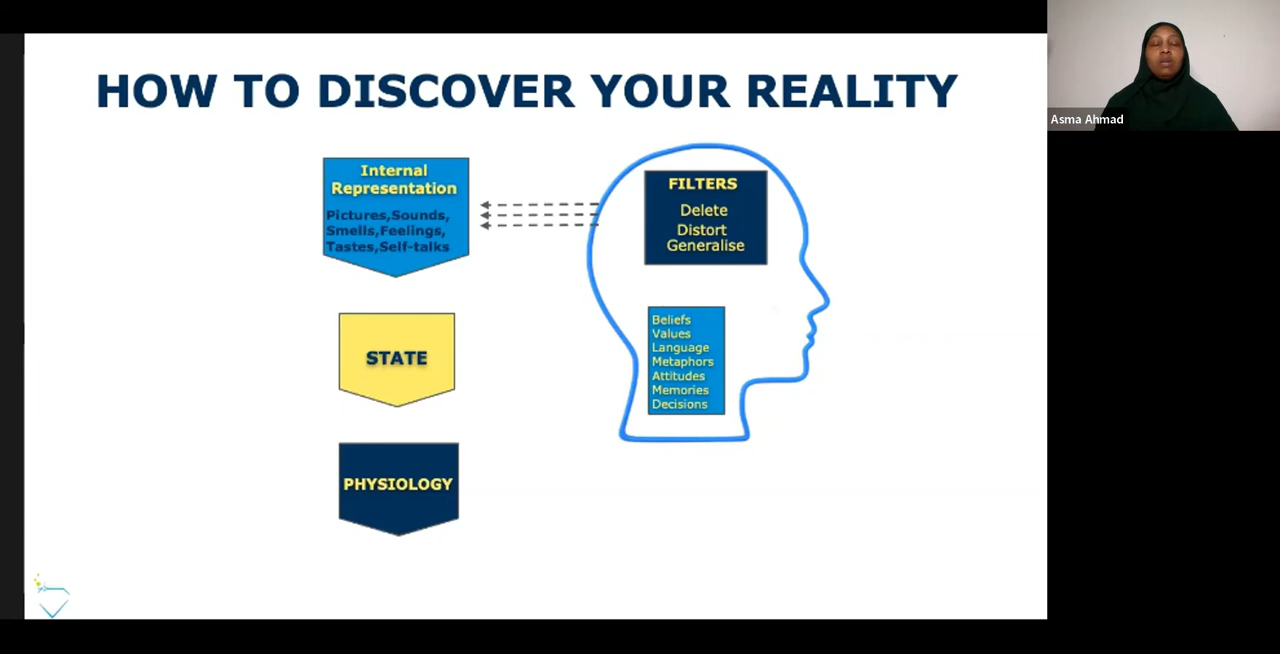 HOW TO DISCOVER YOUR REALITY
Internal
Representation
Pictures,Sounds,
Smells,Feelings,
Tastes,Self-talks
STATE
PHYSIOLOGY
FILTERS
Delete
Distort
Generalise
Beliefs
Values
Language
Metaphors
Attitudes
Memories
Decisions
Asma Ahmad